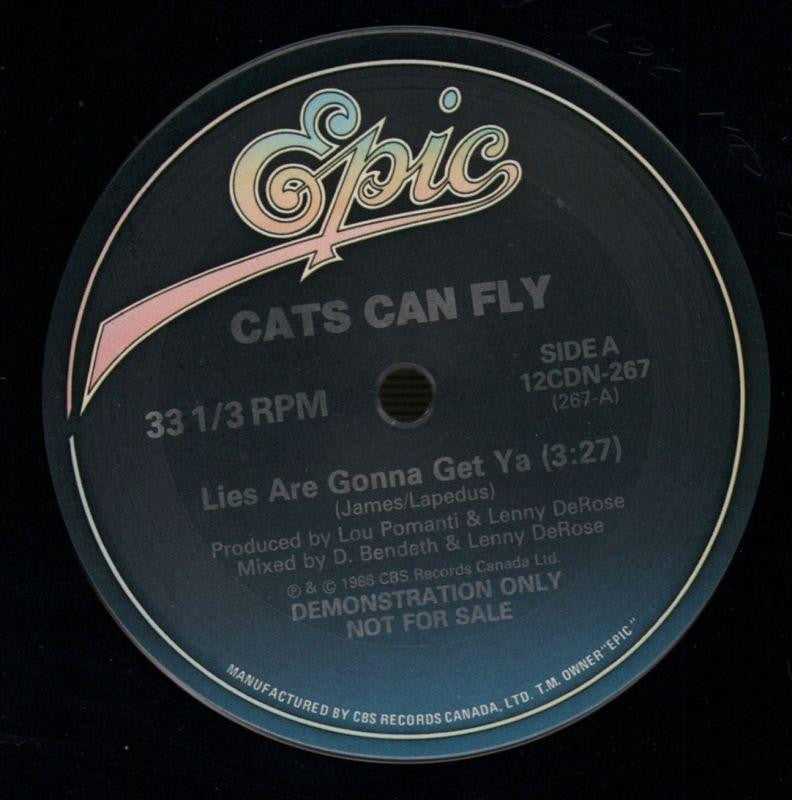 Epic
CATS CAN FLY
SIDE A
12CDN-267
(267-A)
33 1/3 RPM
Lies Are Gonna Get Ya (3:27)
(James/Lapedus)
Produced by Lou Pomanti & Lenny DeRose
Mixed by D. Bendeth & Lenny DeRose
℗ & © 1986 CBS Records Canada Ltd.
DEMONSTRATION ONLY
NOT FOR SALE
MANUFACTURED BY CBS RECORDS CANADA, LTD. T.M. OWNER "EPIC"